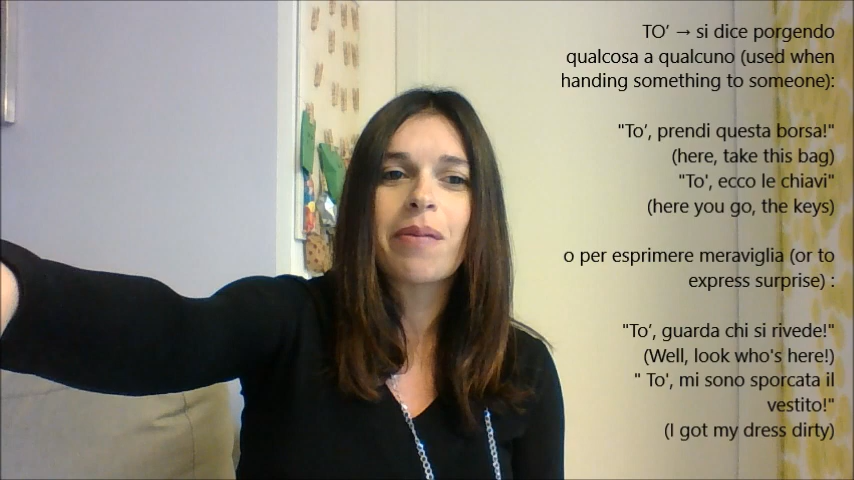 TO’ → si dice porgendo
qualcosa a qualcuno (used when
handing something to someone):
"To’, prendi questa borsa!"
(here, take this bag)
"To', ecco le chiavi"
(here you go, the keys)
o per esprimere meraviglia (or to
express surprise) :
"To’, guarda chi si rivede!"
(Well, look who's here!)
" To', mi sono sporcata il
vestito!"
(I got my dress dirty)